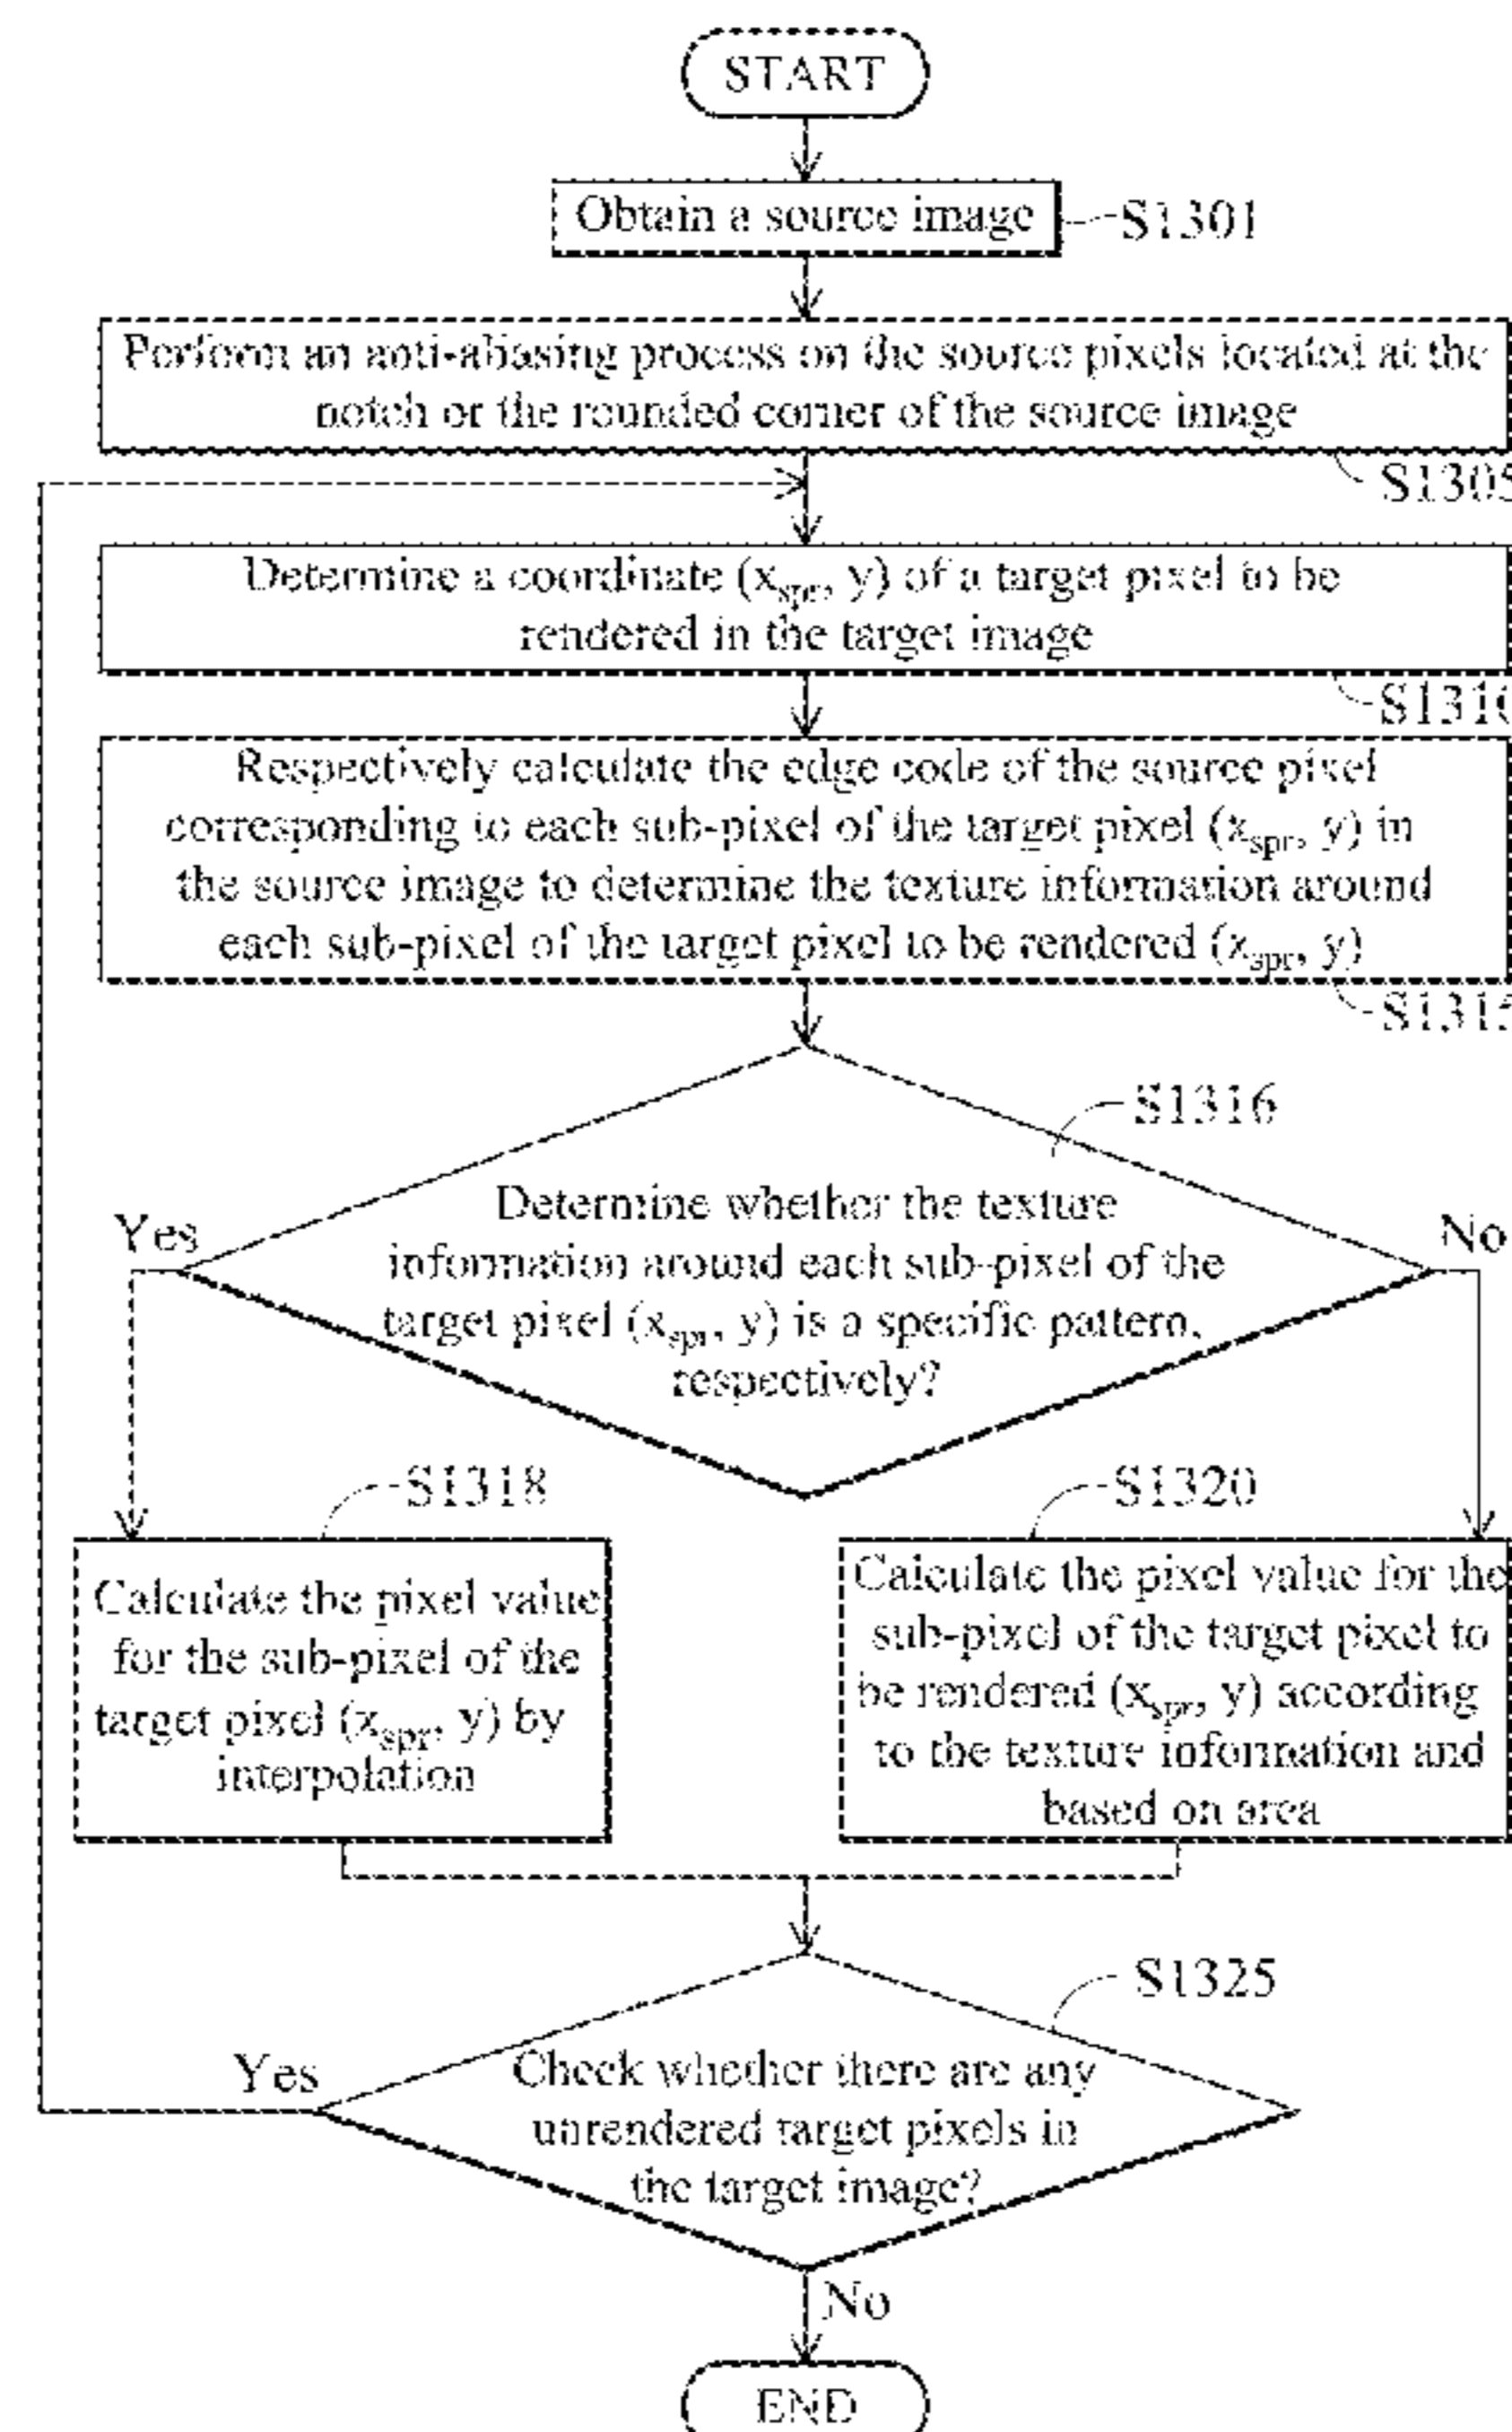 START
Obtain a source image
S1301
Perform an anti-aliasing process on the source pixels located at the
notch or the rounded corner of the source image
S1305
Determine a coordinate (xspr, y) of a target pixel to be
rendered in the target image
S1310
Respectively calculate the edge code of the source pixel
corresponding to each sub-pixel of the target pixel (xspr, y) in
the source image to determine the texture information around
each sub-pixel of the target pixel to be rendered (xspr, y)
S1315
S1316
Determine whether the texture
information around each sub-pixel of the
target pixel (xspr, y) is a specific pattern,
respectively?
Yes
No
S1318
Calculate the pixel value
for the sub-pixel of the
target pixel (xspr, y) by
interpolation
S1320
Calculate the pixel value for the
sub-pixel of the target pixel to
be rendered (xspr, y) according
to the texture information and
based on area
S1325
Check whether there are any
unrendered target pixels in
the target image?
Yes
No
END